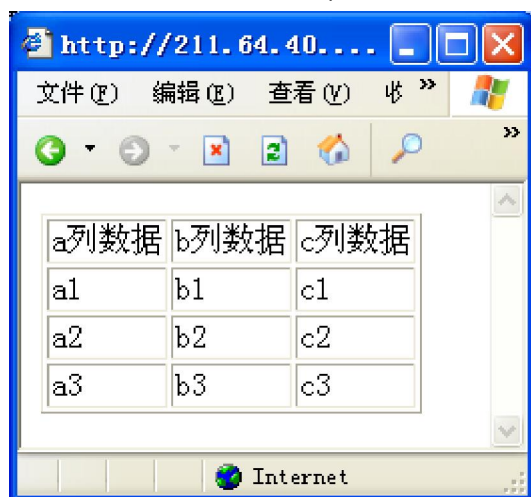 http://211.64.40....
文件(F) 编辑(E) 查看(V) »
»
a列数据 b列数据 c列数据
a1 b1 c1
a2 b2 c2
a3 b3 c3
Internet